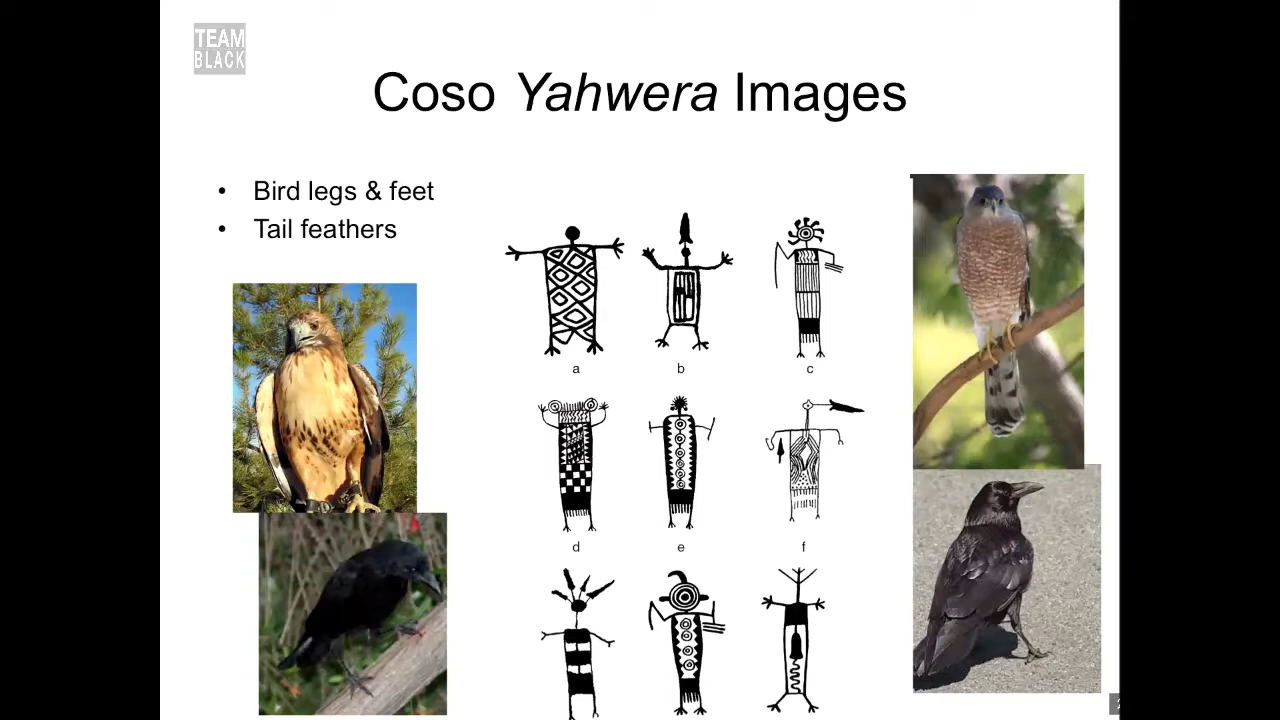 TEAM
BLACK
Coso Yahwera Images
• Bird legs & feet
• Tail feathers
a
b
c
d
e
f